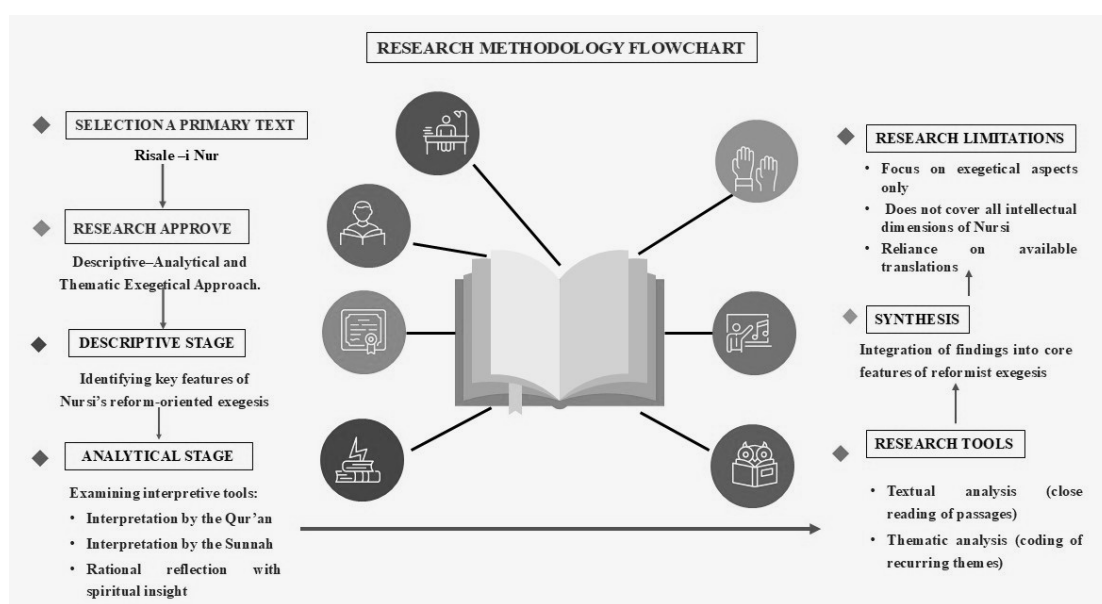 RESEARCH METHODOLOGY FLOWCHART
SELECTION A PRIMARY TEXT
Risale –i Nur
RESEARCH APPROVE
Descriptive–Analytical and
Thematic Exegetical Approach.
DESCRIPTIVE STAGE
Identifying key features of
Nursi's reform-oriented exegesis
ANALYTICAL STAGE
Examining interpretive tools:
• Interpretation by the Qur'an
• Interpretation by the Sunnah
• Rational reflection with
spiritual insight
RESEARCH LIMITATIONS
• Focus on exegetical aspects
only
• Does not cover all intellectual
dimensions of Nursi
• Reliance on available
translations
SYNTHESIS
Integration of findings into core
features of reformist exegesis
RESEARCH TOOLS
• Textual analysis (close
reading of passages)
• Thematic analysis (coding of
recurring themes)